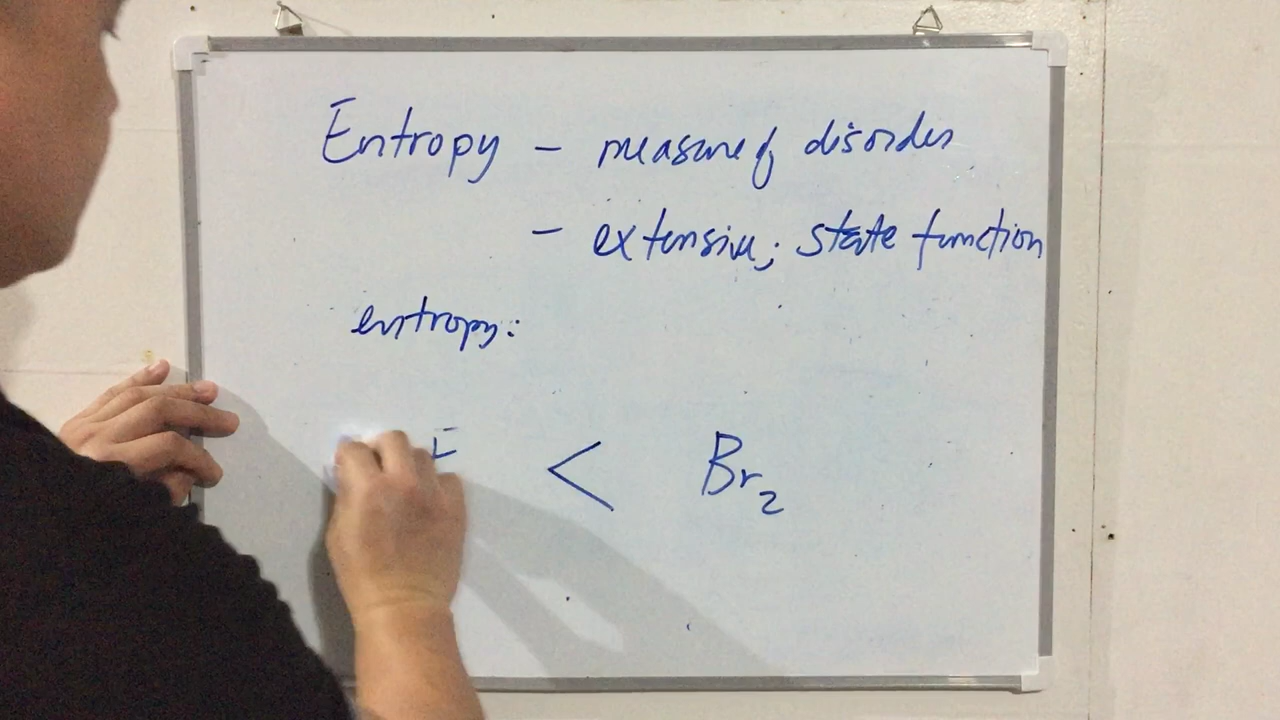 Entropy – measure of disorder
– extensive; state function
entropy:
< Br₂